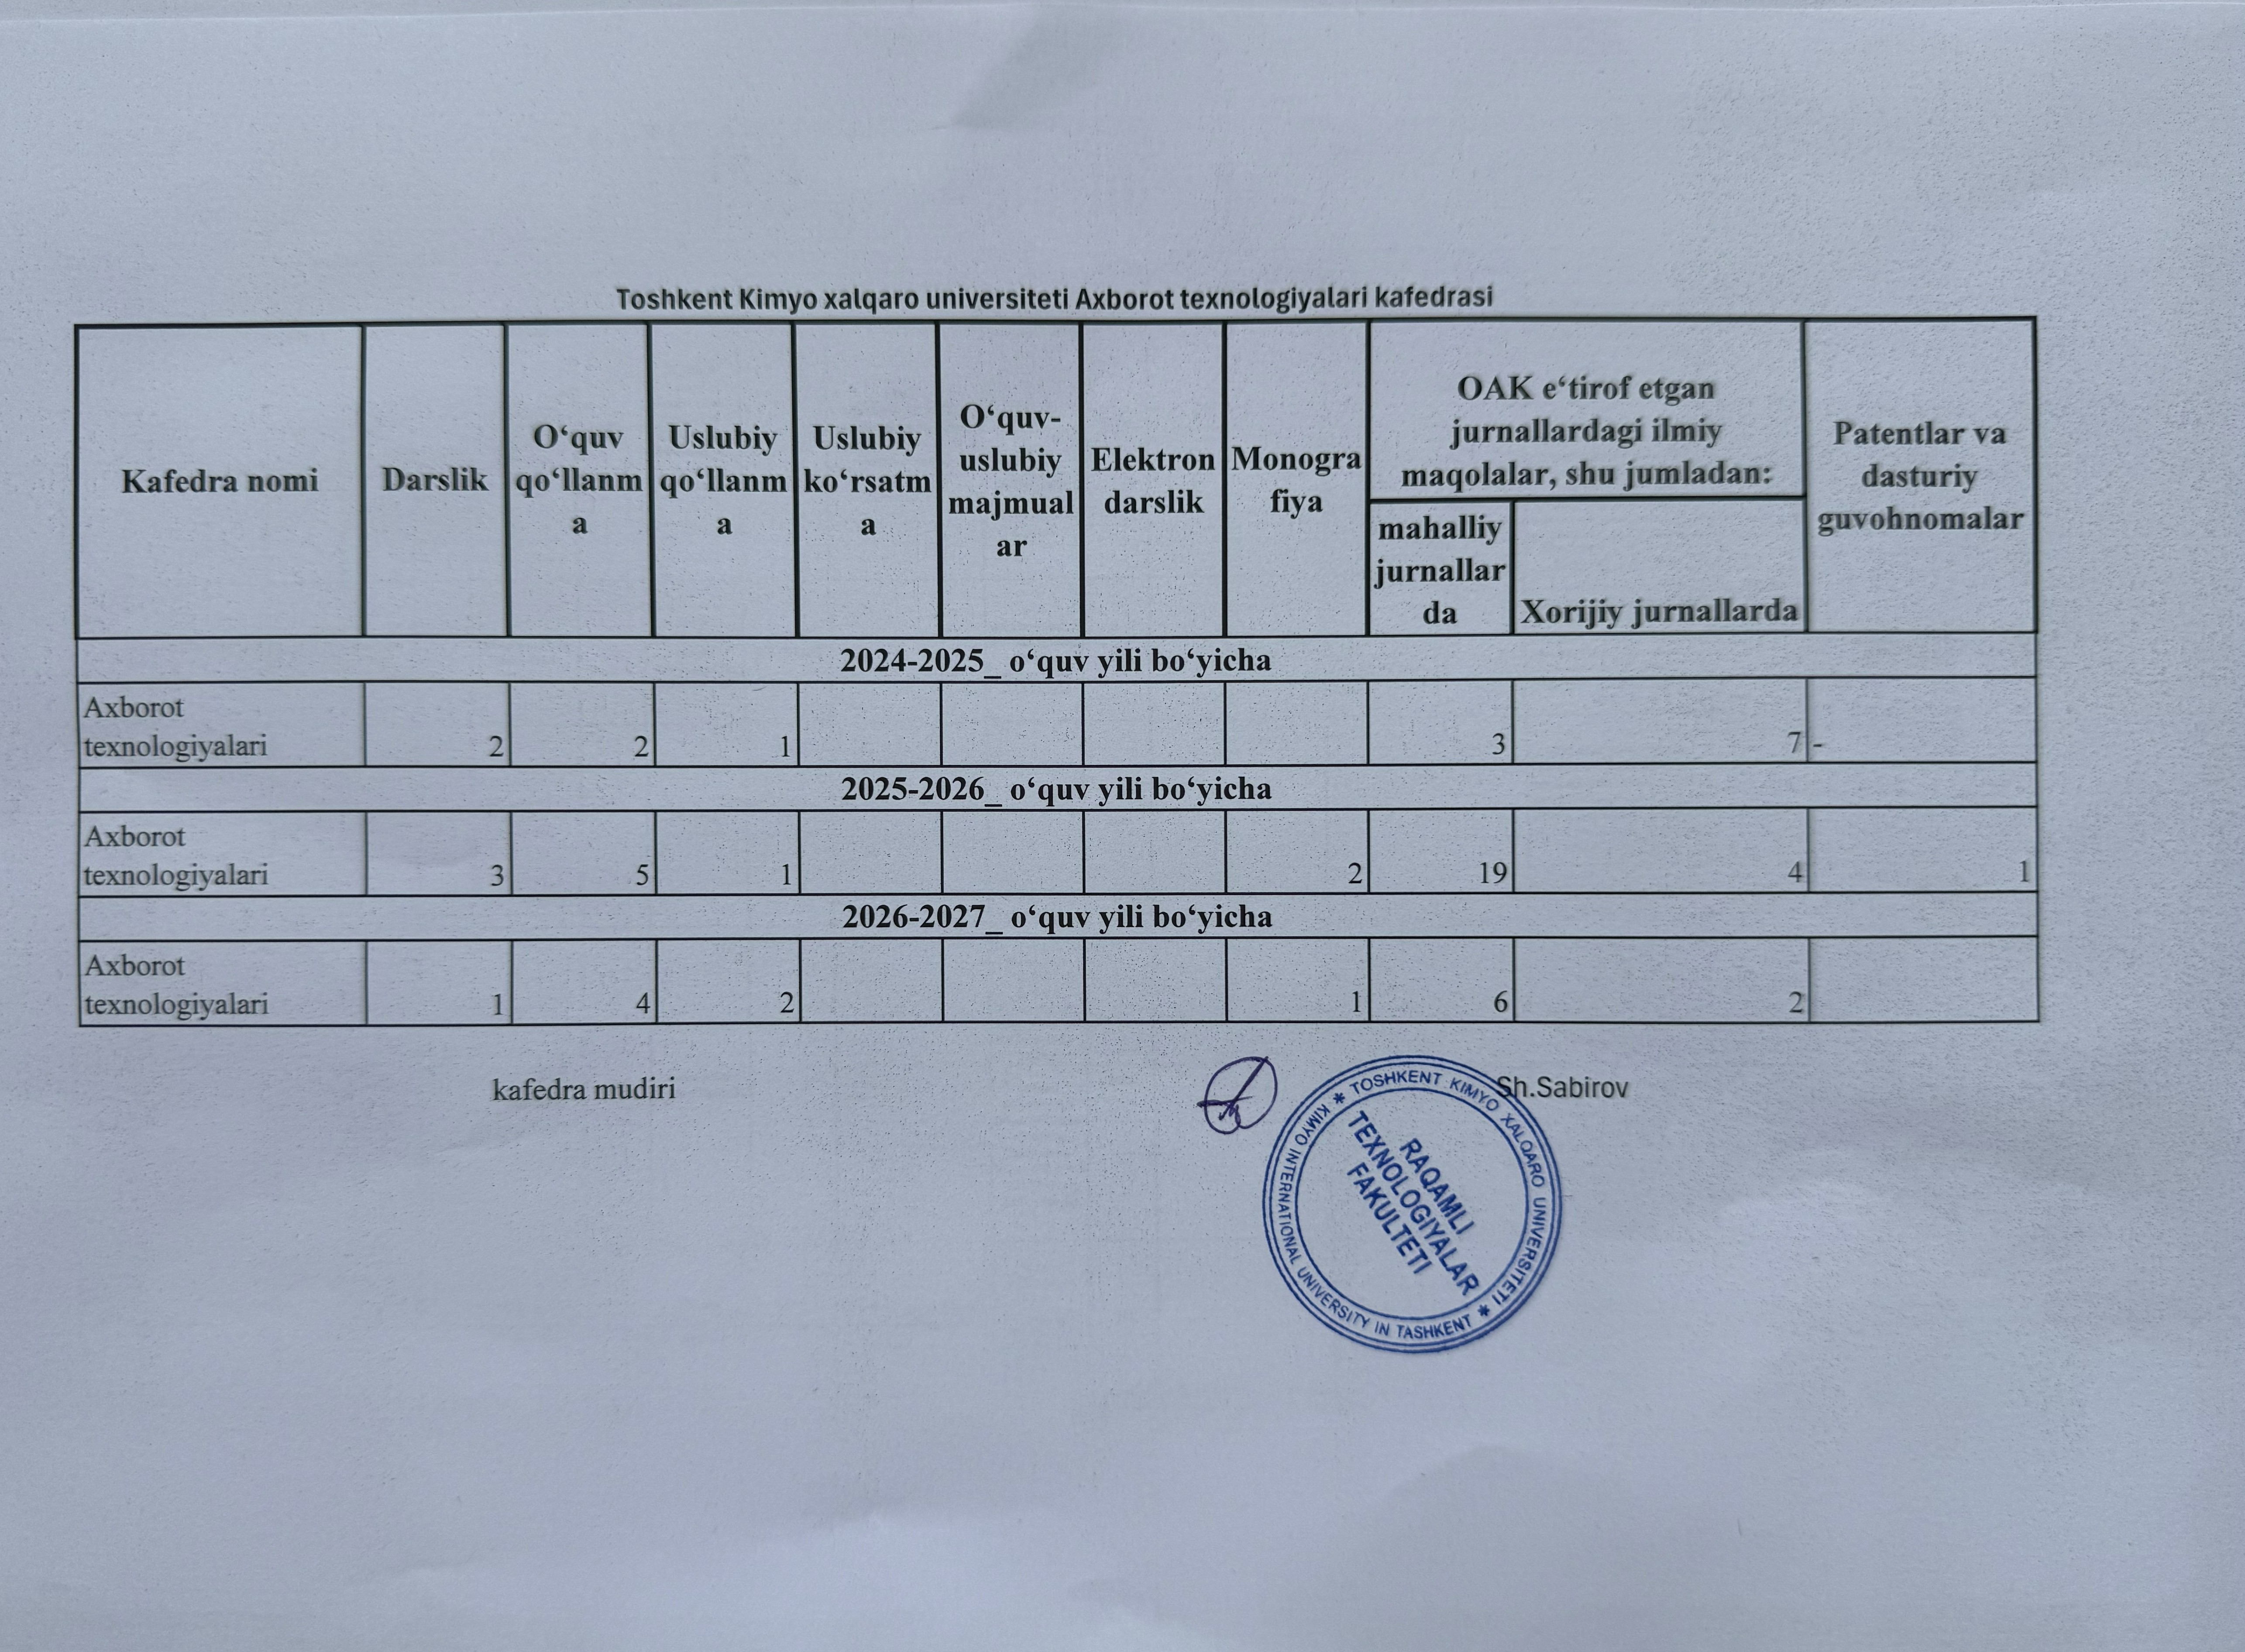 Toshkent Kimyo xalqaro universiteti Axborot texnologiyalari kafedrasi
Kafedra nomi
Darslik
O‘quv
qo‘llanm
a
Uslubiy
qo‘llanm
a
Uslubiy
ko‘rsatm
a
O‘quv-
uslubiy
majmual
ar
Elektron
darslik
Monogra
fiya
OAK e‘tirof etgan
jurnallardagi ilmiy
maqolalar, shu jumladan:
mahalliy
jurnallar
da
Xorijiy jurnallarda
Patentlar va
dasturiy
guvohnomalar
2024-2025_ o‘quv yili bo‘yicha
Axborot
texnologiyalari 2 2 1 3 7 -
2025-2026_ o‘quv yili bo‘yicha
Axborot
texnologiyalari 3 5 1 2 19 4 1
2026-2027_ o‘quv yili bo‘yicha
Axborot
texnologiyalari 1 4 2 1 6 2
kafedra mudiri Sh.Sabirov
TOSHKENT KIMYO XALQARO UNIVERSITETI
KIMYO INTERNATIONAL UNIVERSITY IN TASHKENT
RAQAMLI
TEXNOLOGIYALAR
FAKULTETI